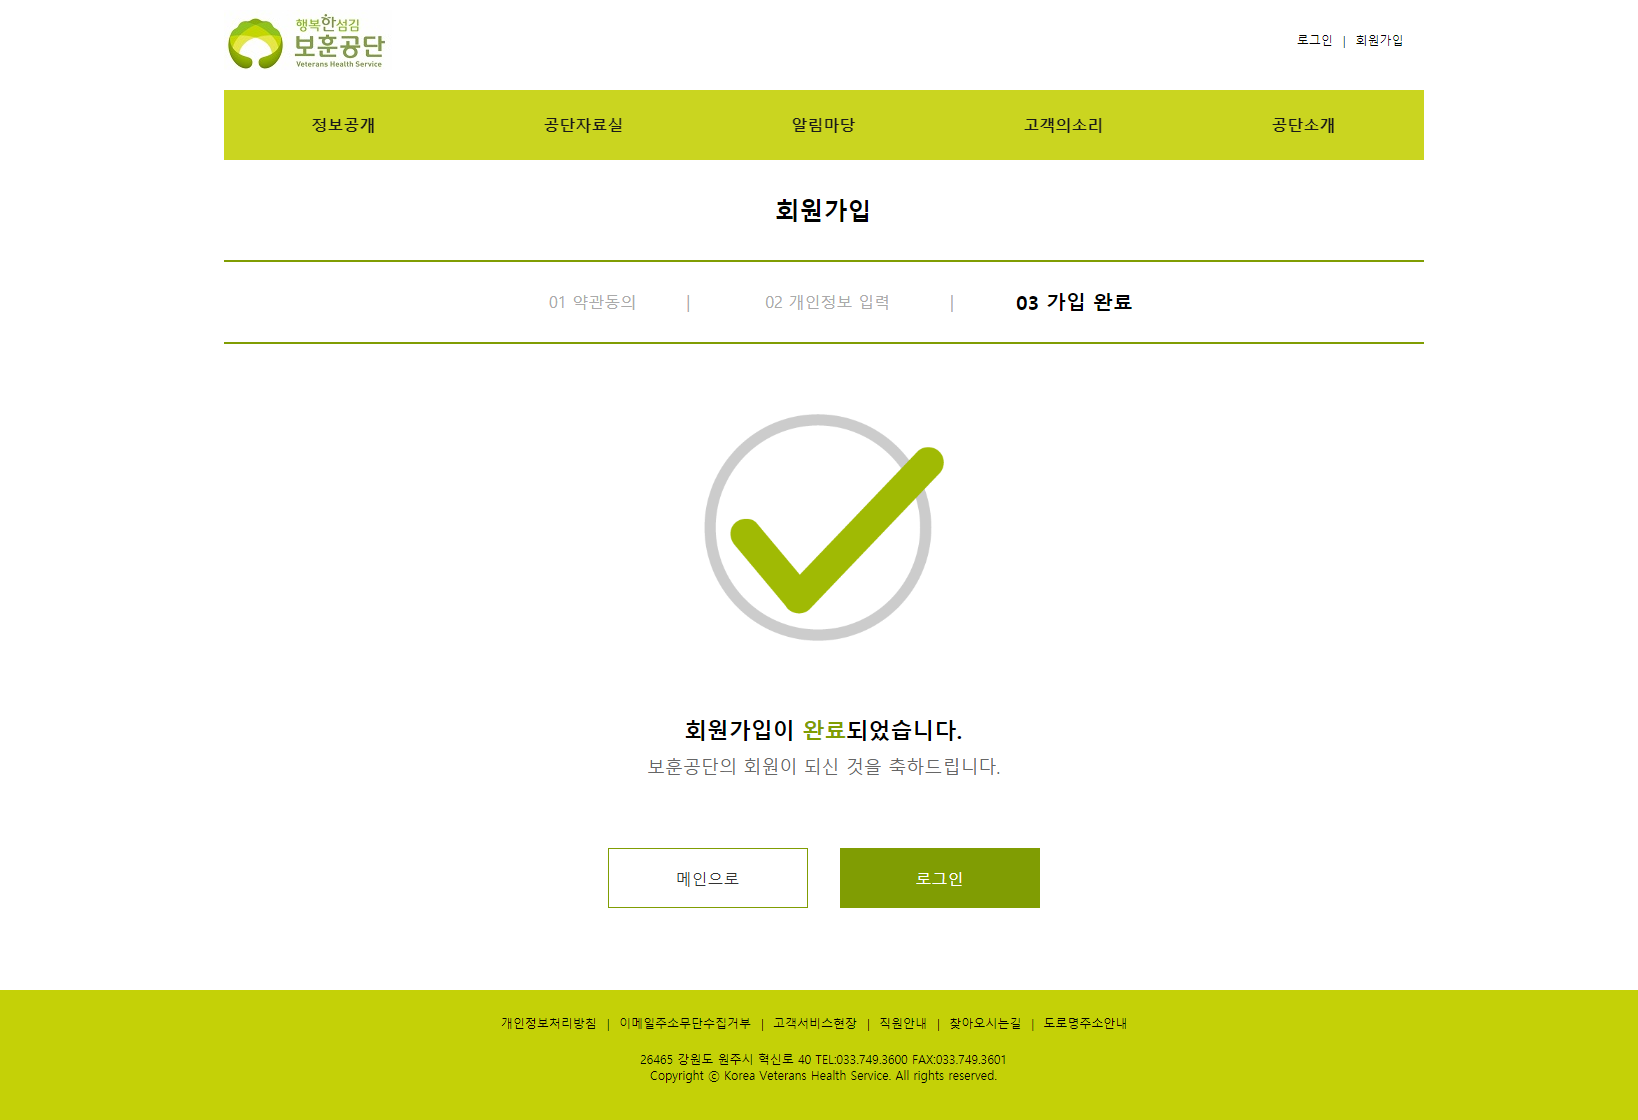 행복한섬김
보훈공단
Veterans Health Service
로그인 | 회원가입
정보공개 공단자료실 알림마당 고객의소리 공단소개
회원가입
01 약관동의 | 02 개인정보 입력 | 03 가입 완료
회원가입이 완료되었습니다.
보훈공단의 회원이 되신 것을 축하드립니다.
메인으로 로그인
개인정보처리방침 | 이메일주소무단수집거부 | 고객서비스헌장 | 직원안내 | 찾아오시는길 | 도로명주소안내
26465 강원도 원주시 혁신로 40 TEL:033.749.3600 FAX:033.749.3601
Copyright ⓒ Korea Veterans Health Service. All rights reserved.